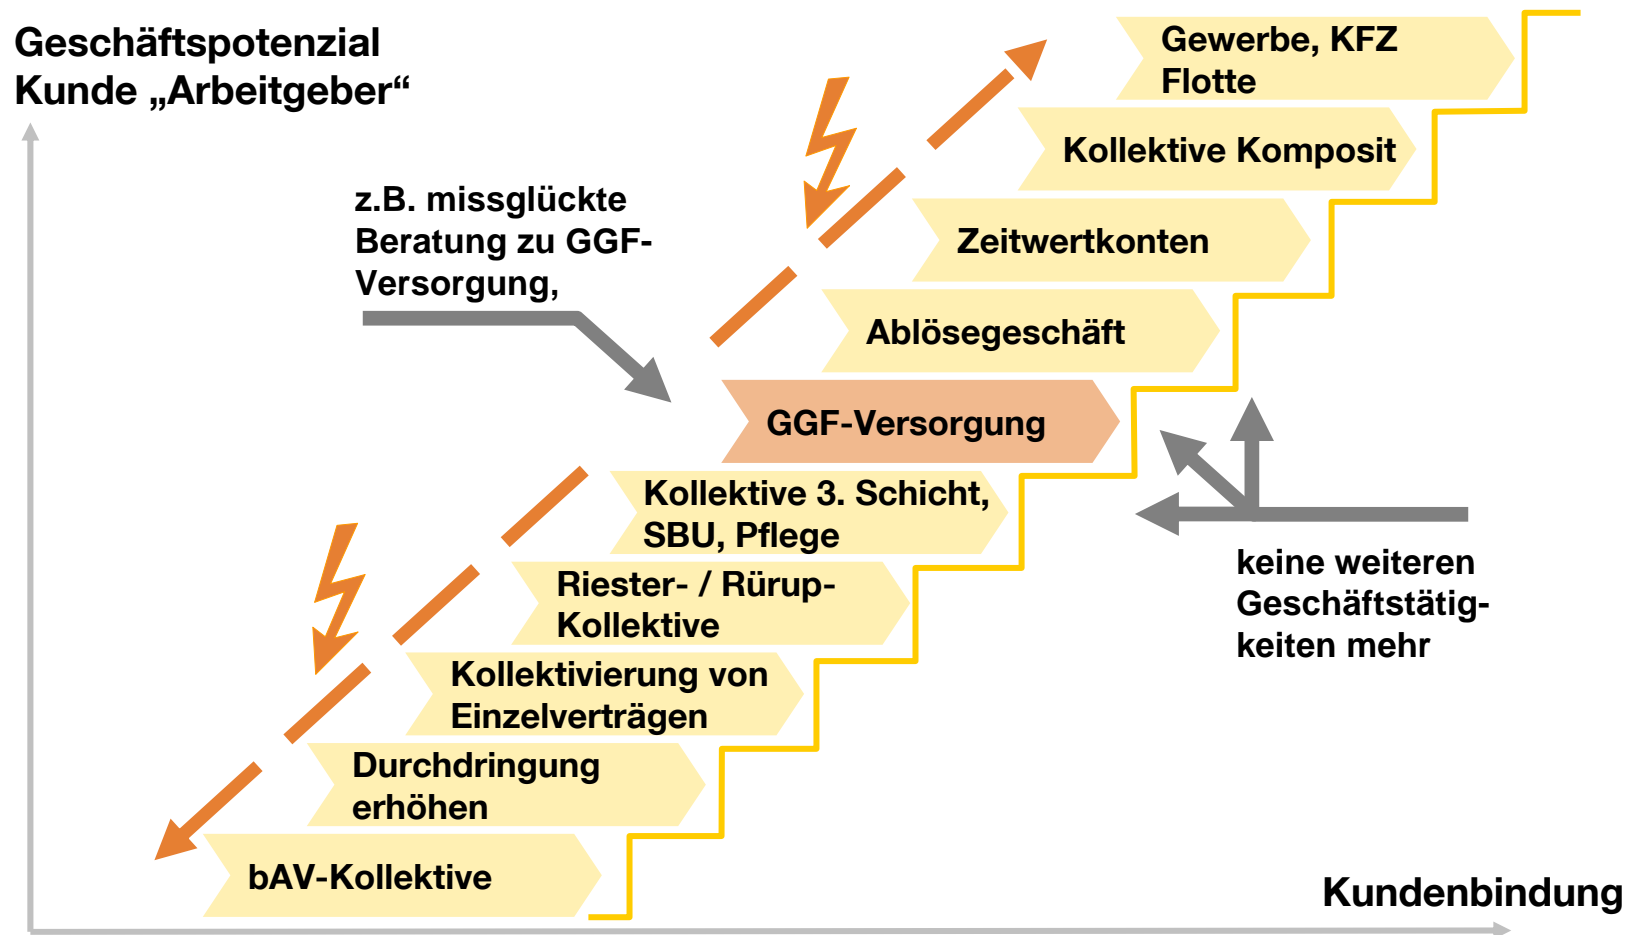 Geschäftspotenzial
Kunde „Arbeitgeber“
Gewerbe, KFZ
Flotte
Kollektive Komposit
z.B. missglückte
Beratung zu GGF-
Versorgung,
Zeitwertkonten
Ablösegeschäft
GGF-Versorgung
Kollektive 3. Schicht,
SBU, Pflege
keine weiteren
Geschäftstätig-
keiten mehr
Riester- / Rürup-
Kollektive
Kollektivierung von
Einzelverträgen
Durchdringung
erhöhen
bAV-Kollektive
Kundenbindung